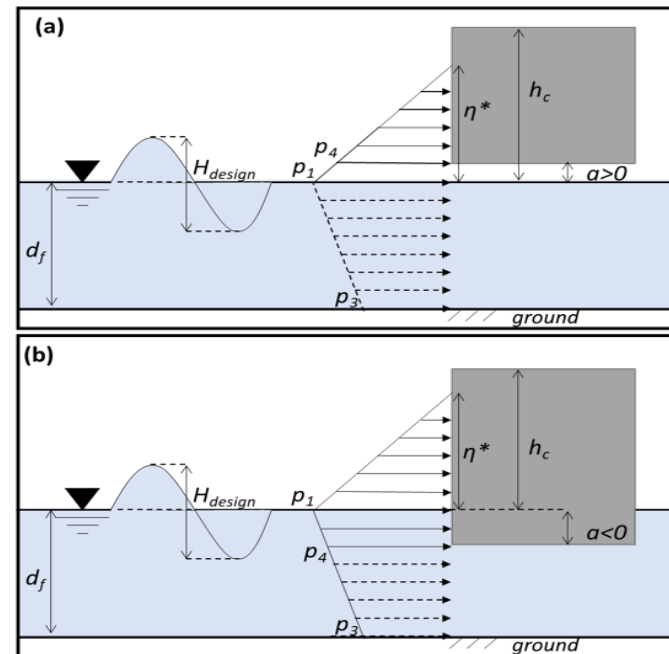 (a)
h_c
η*
p_4
H_design
p_1
a>0
d_f
p_3
ground
(b)
h_c
η*
H_design
p_1
a<0
p_4
d_f
p_3
ground